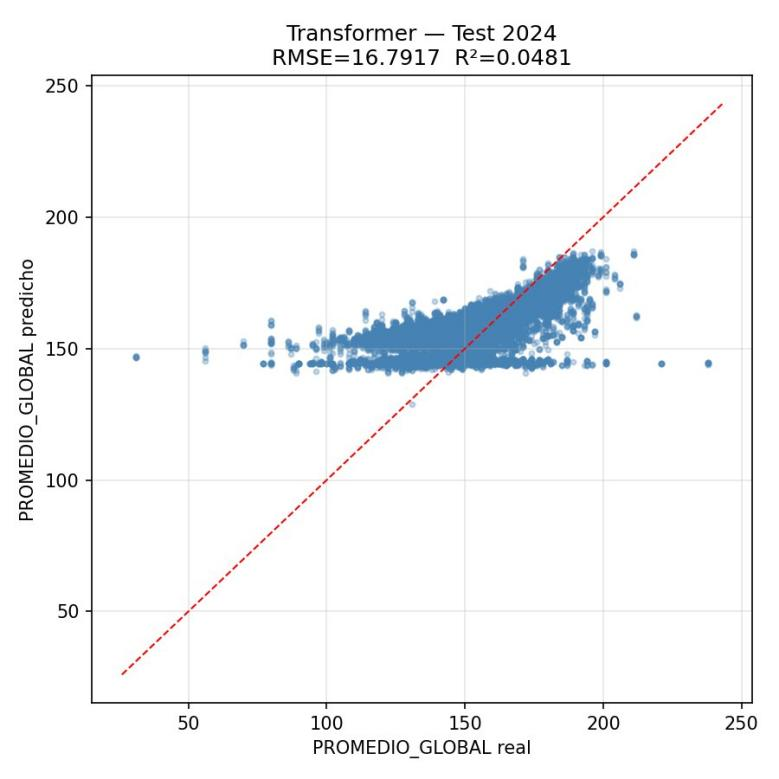 Transformer — Test 2024
RMSE=16.7917 R²=0.0481
250
200
150
100
50
PROMEDIO_GLOBAL predicho
50
100
150
200
250
PROMEDIO_GLOBAL real